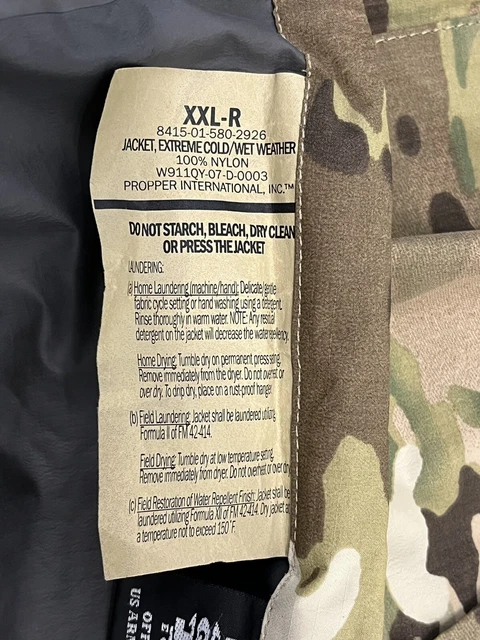 XXL-R
8415-01-580-2926
JACKET, EXTREME COLD/WET WEATHER
100% NYLON
W911QY-07-D-0003
PROPPER INTERNATIONAL, INC.™
DO NOT STARCH, BLEACH, DRY CLEAN
OR PRESS THE JACKET
LAUNDERING:
(a) Home Laundering (machine/hand): Delicate/gentle
fabric cycle setting or hand washing using a detergent.
Rinse thoroughly in warm water. NOTE: Any residual
detergent on the jacket will decrease the water repellency.
Home Drying: Tumble dry on permanent press setting.
Remove immediately from the dryer. Do not overheat or
over dry. To drip dry, place on a rust-proof hanger.
(b) Field Laundering: Jacket shall be laundered utilizing
Formula II of FM 42-414.
Field Drying: Tumble dry at low temperature setting.
Remove immediately from dryer. Do not overheat or over dry.
(c) Field Restoration of Water Repellent Finish: Jacket shall be
laundered utilizing Formula XII of FM 42-414. Dry jacket at
a temperature not to exceed 150°F.
US ARM
OFF